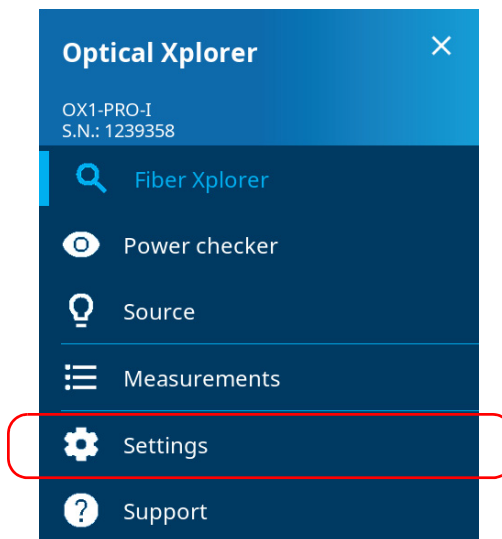 Optical Xplorer
OX1-PRO-I
S.N.: 1239358
Fiber Xplorer
Power checker
Source
Measurements
Settings
Support